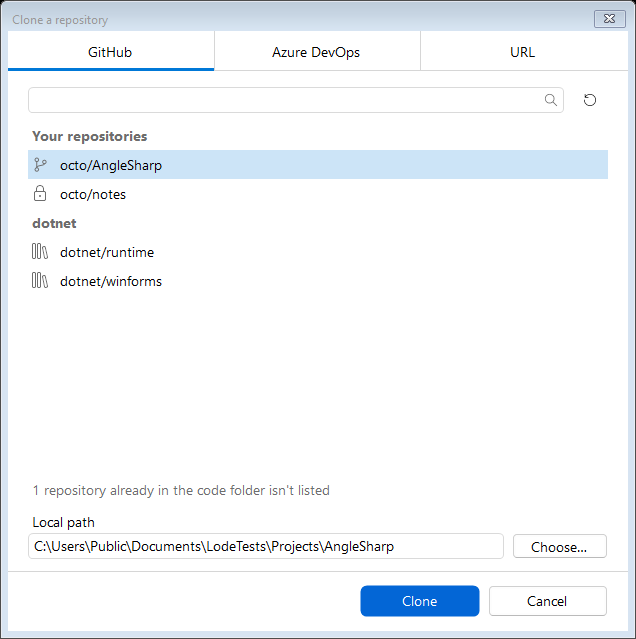 Clone a repository
GitHub
Azure DevOps
URL
Your repositories
octo/AngleSharp
octo/notes
dotnet
dotnet/runtime
dotnet/winforms
1 repository already in the code folder isn't listed
Local path
C:\Users\Public\Documents\LodeTests\Projects\AngleSharp
Choose...
Clone
Cancel